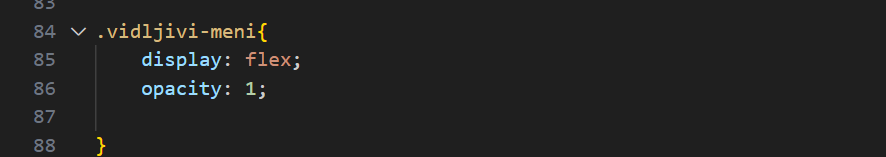 83
84 .vidljivi-meni{
85 display: flex;
86 opacity: 1;
87
88 }